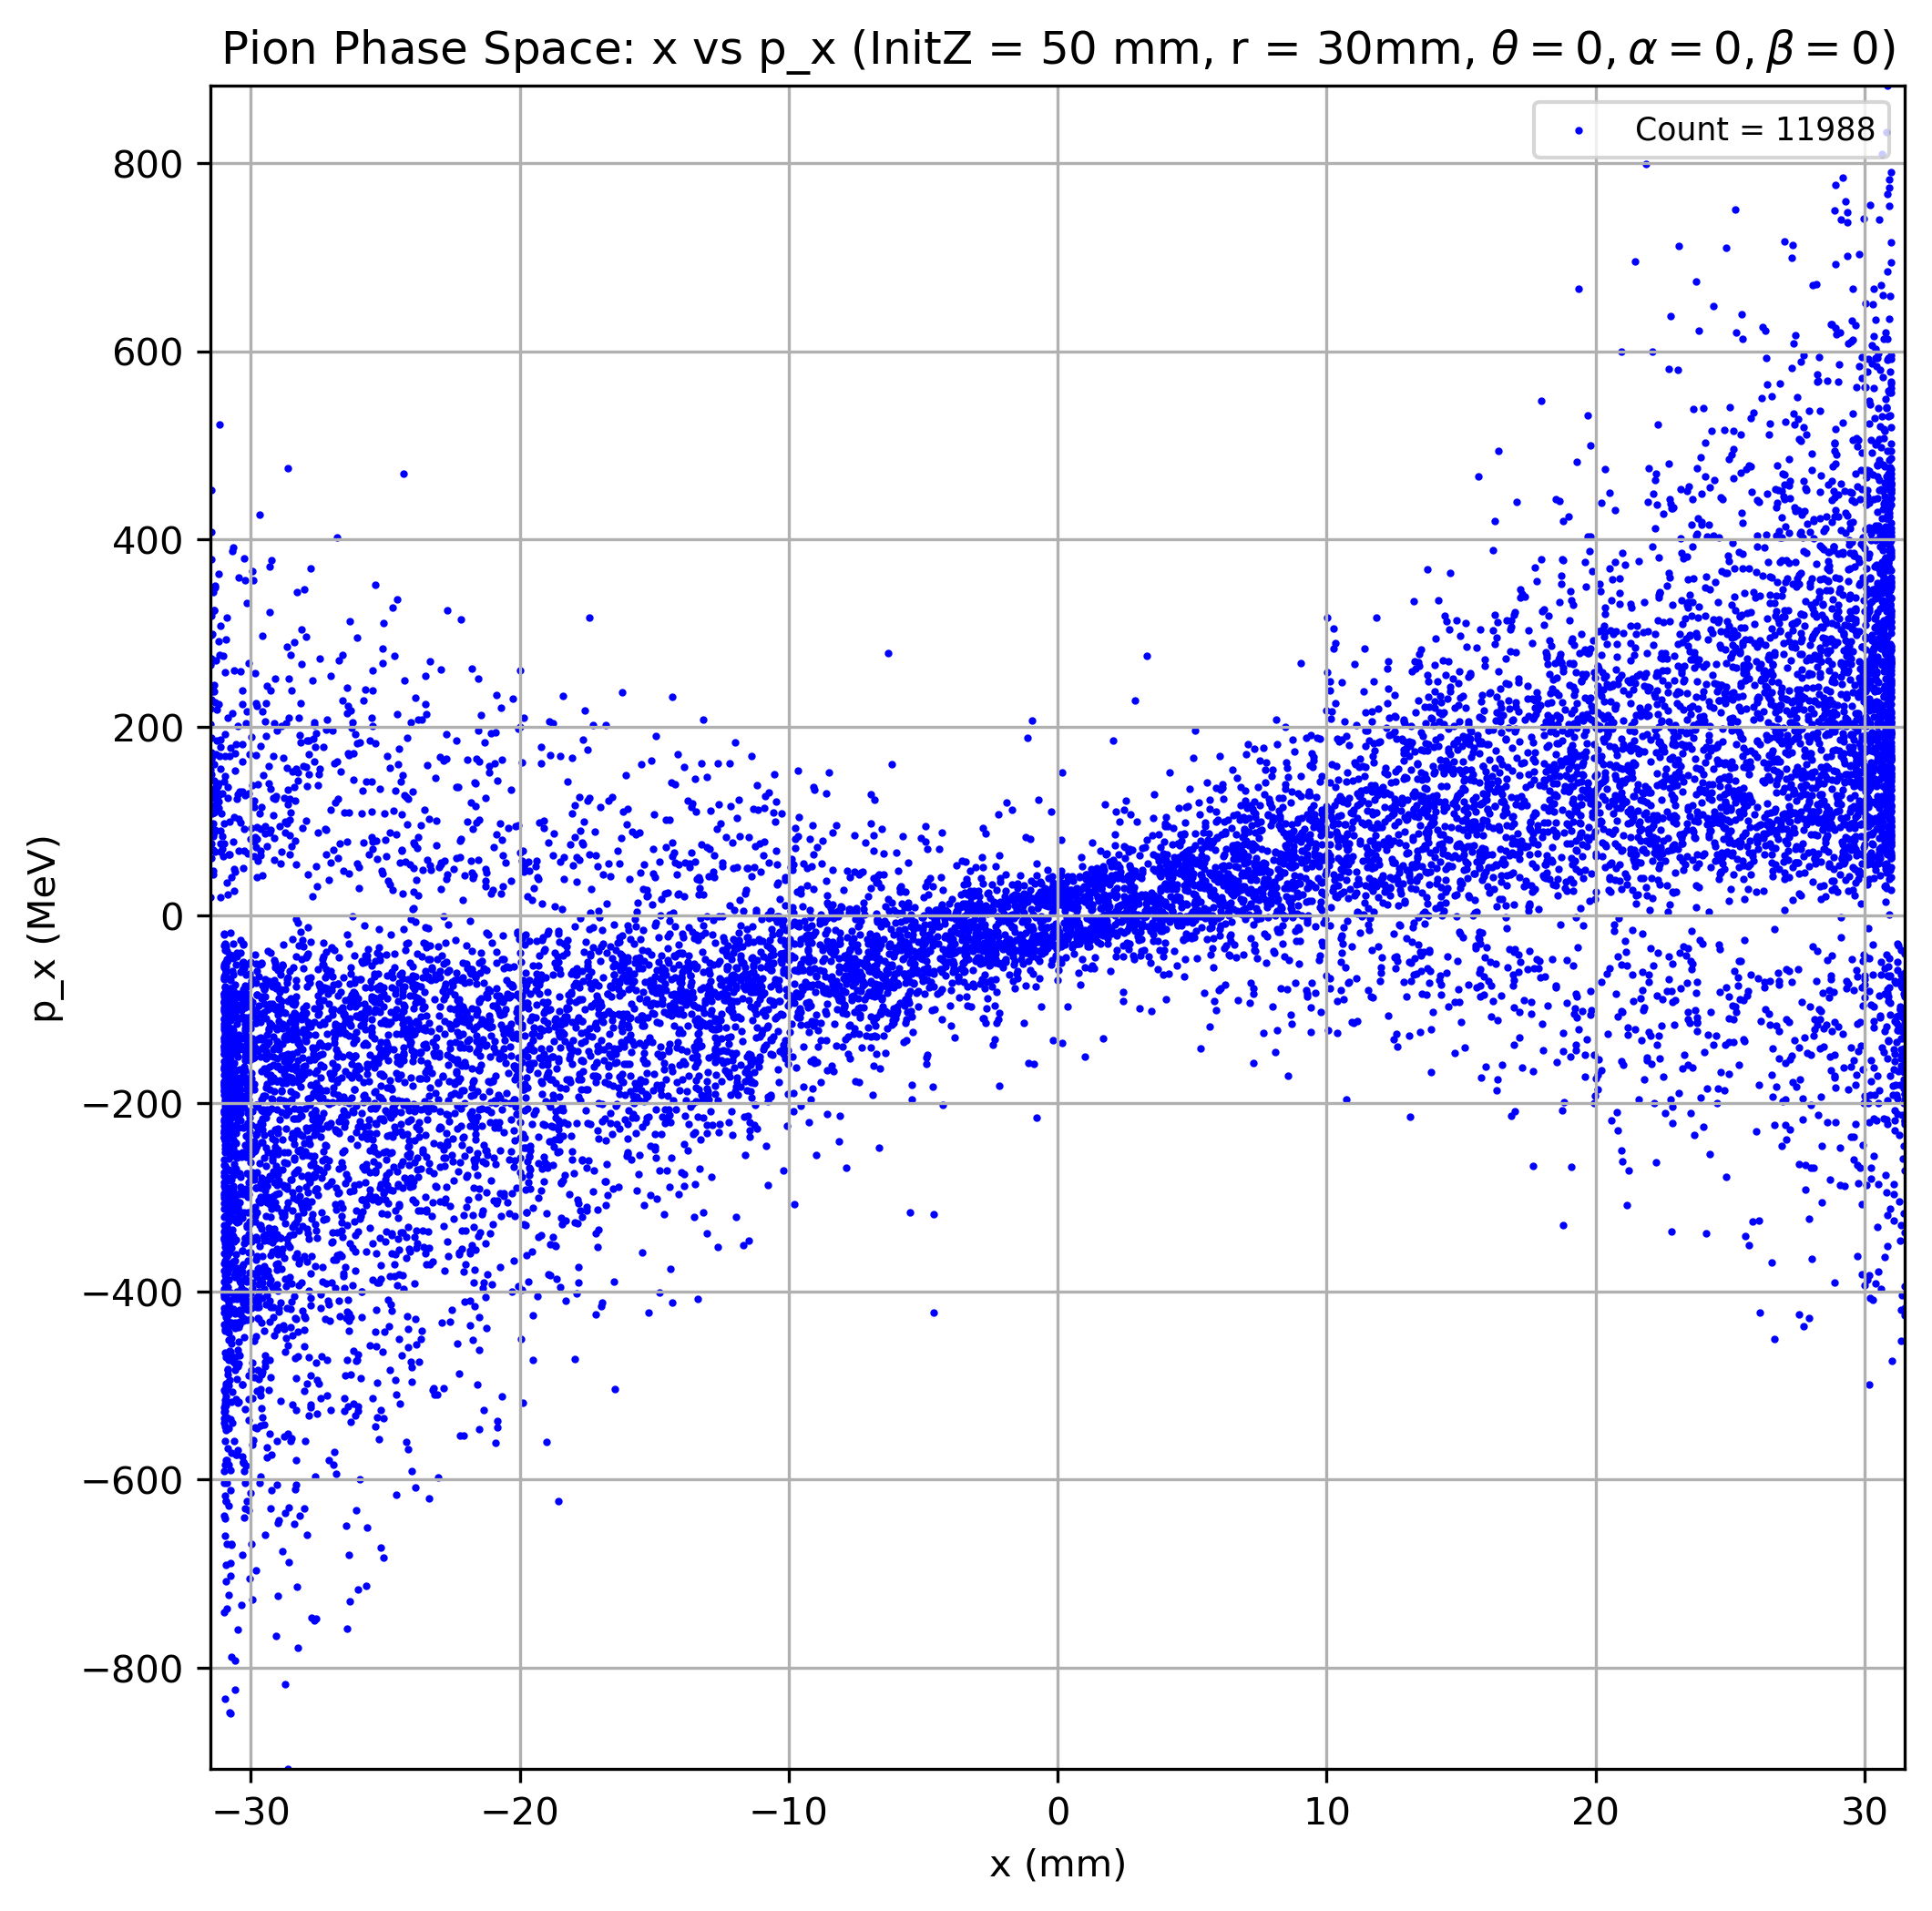 Pion Phase Space: x vs p_x (InitZ = 50 mm, r = 30mm, θ = 0, α = 0, β = 0)
Count = 11988
800
600
400
200
0
−200
−400
−600
−800
p_x (MeV)
−30 −20 −10 0 10 20 30
x (mm)